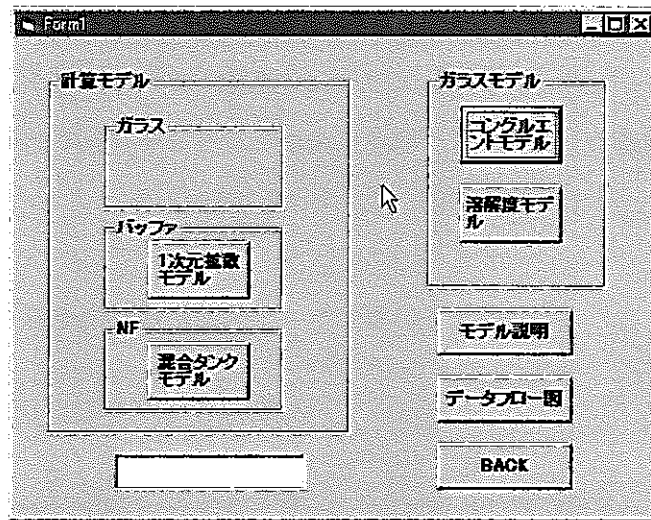 Form1
計算モデル
ガラス
バッファ
1次元拡散
モデル
NF
混合タンク
モデル
ガラスモデル
コングルエ
ントモデル
溶解度モデ
ル
モデル説明
データフロー図
BACK